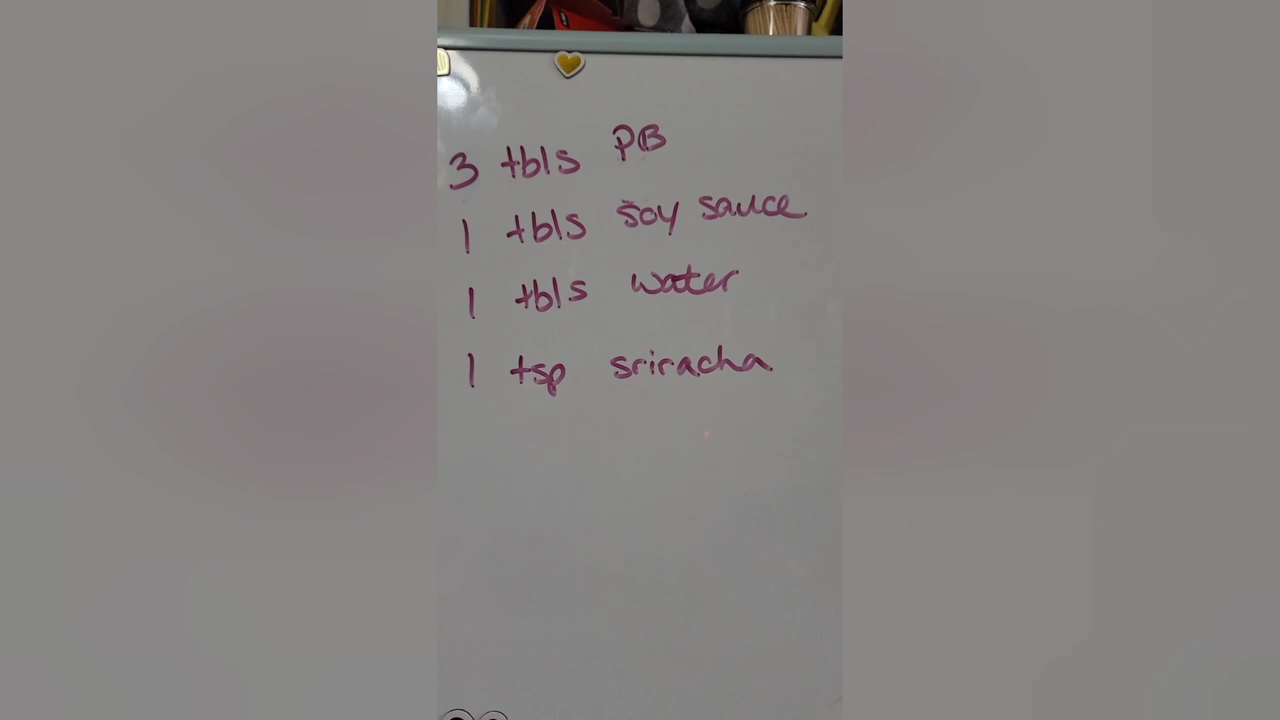 3 tbls PB
1 tbls soy sauce
1 tbls water
1 tsp sriracha